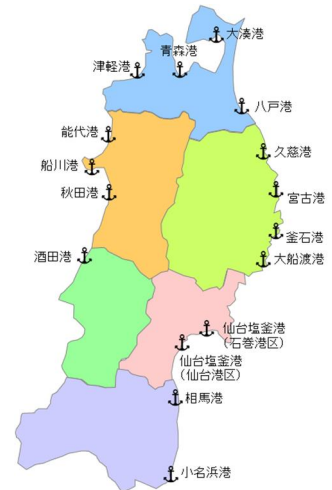 大湊港
青森港
津軽港
八戸港
能代港
久慈港
船川港
秋田港
宮古港
釜石港
大船渡港
酒田港
仙台塩釜港
(石巻港区)
仙台塩釜港
(仙台港区)
相馬港
小名浜港